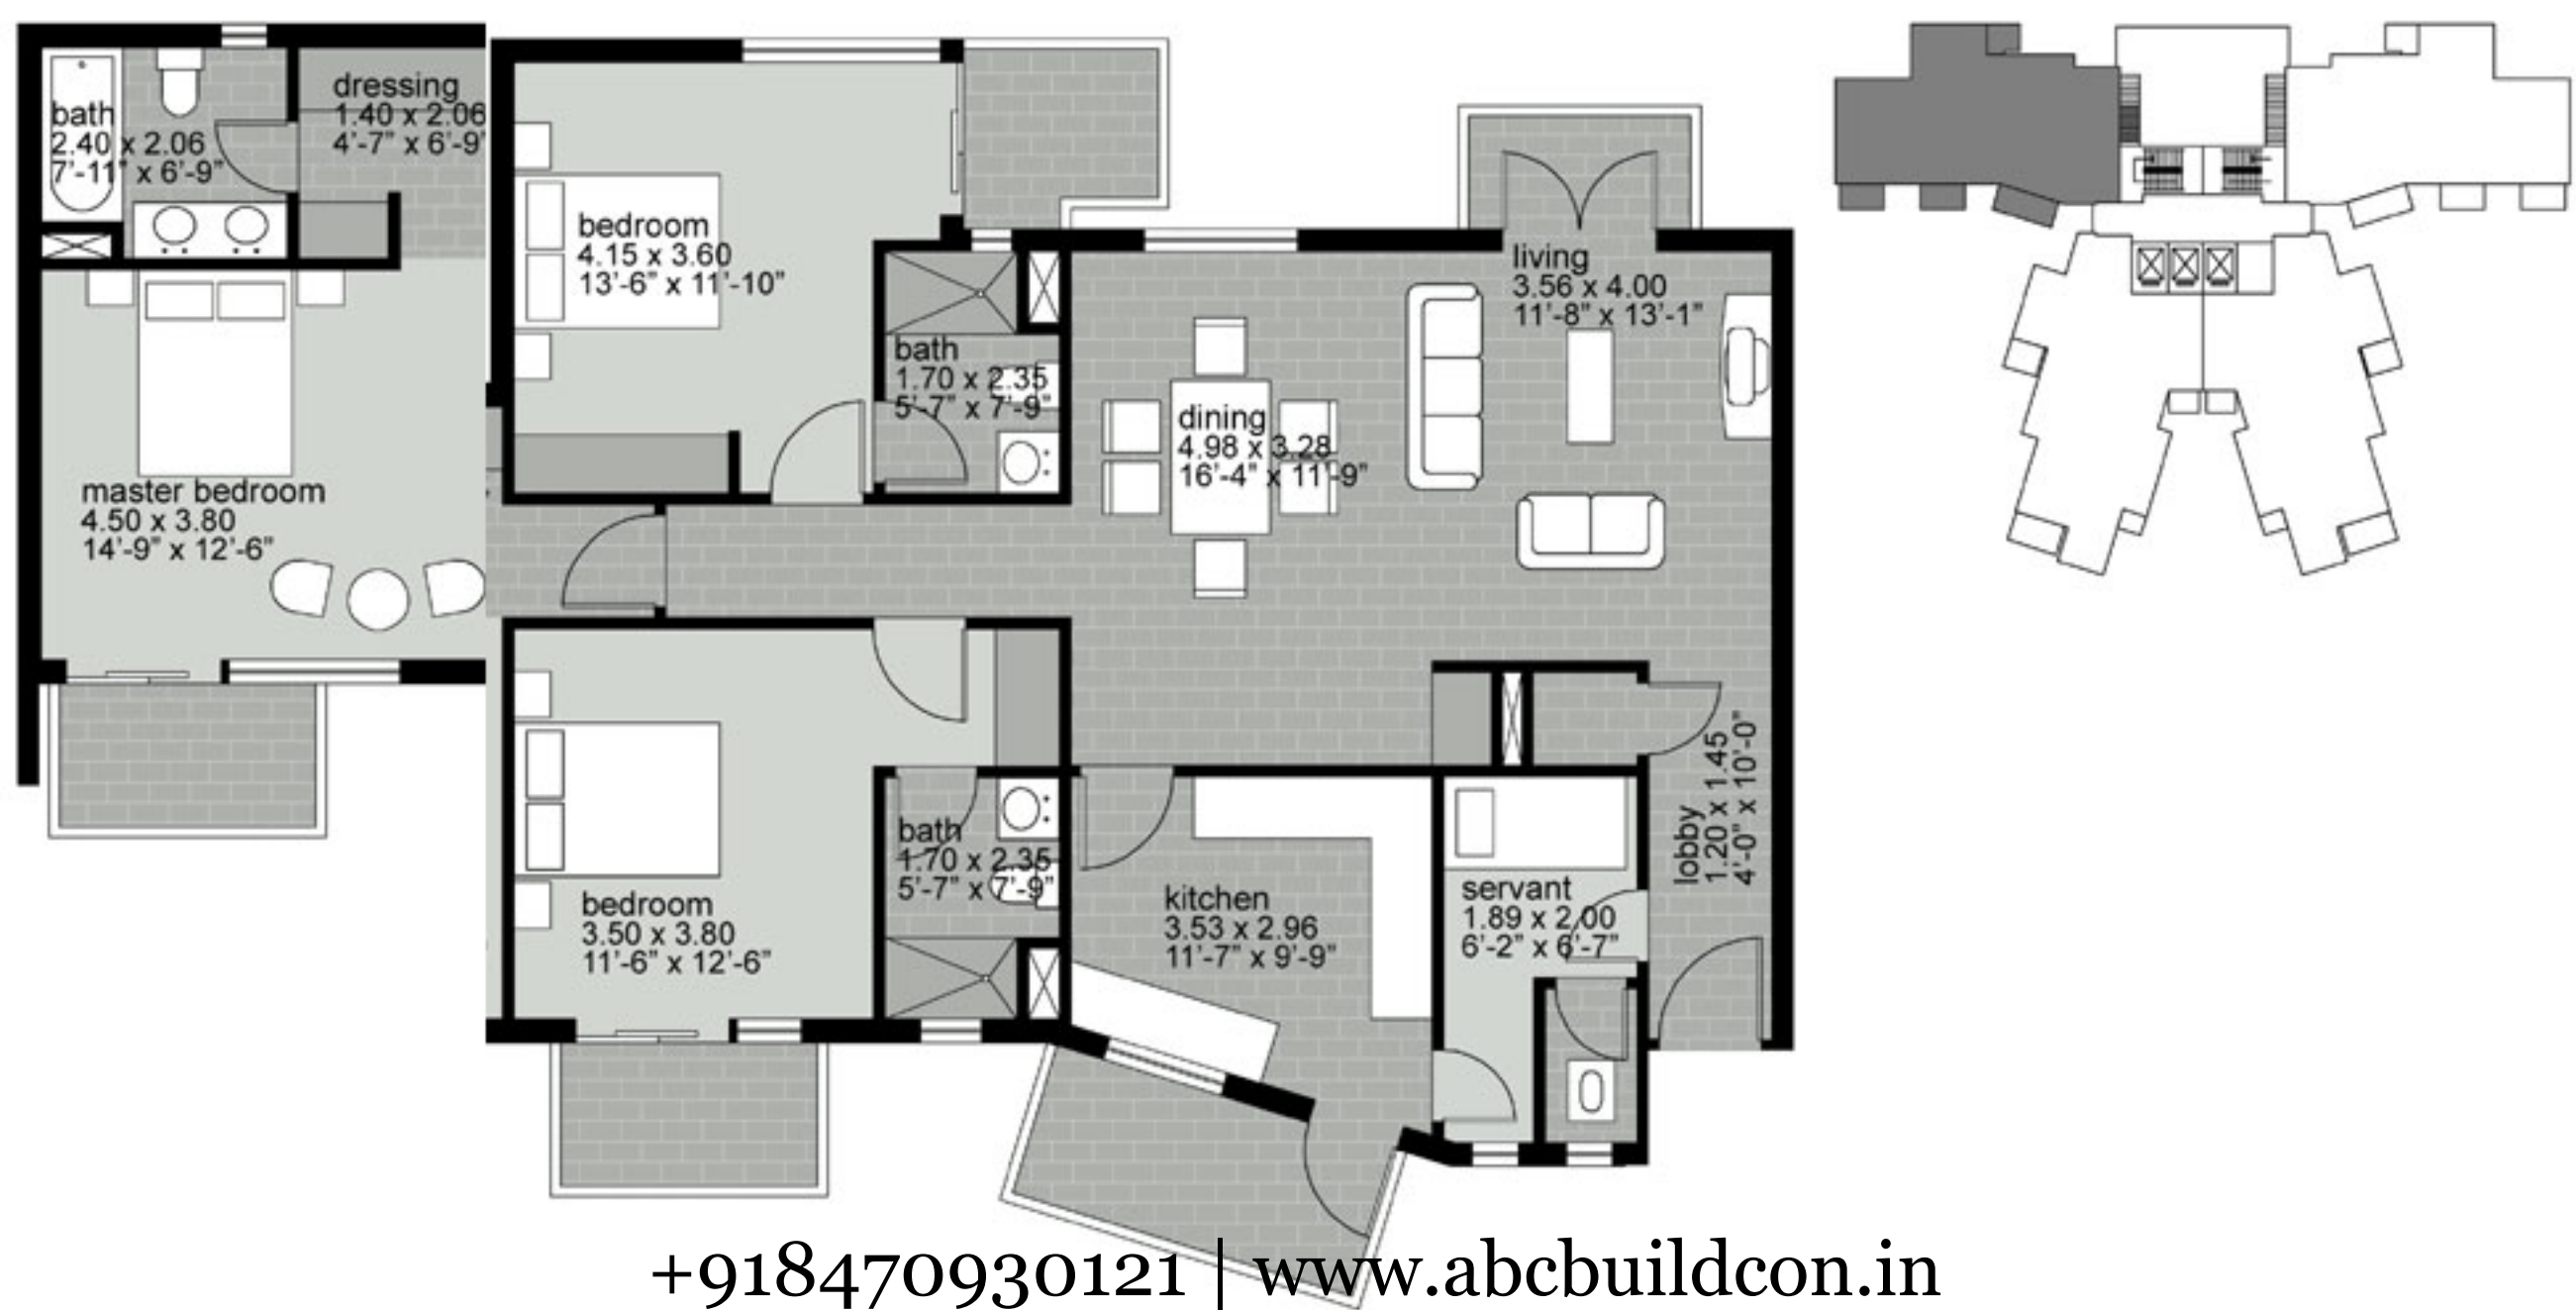 bath
2.40 x 2.06
7'-11" x 6'-9"
dressing
1.40 x 2.06
4'-7" x 6'-9'
bedroom
4.15 x 3.60
13'-6" x 11'-10"
living
3.56 x 4.00
11'-8" x 13'-1"
bath
1.70 x 2.35
5'-7" x 7'-9"
dining
4.98 x 3.28
16'-4" x 11'-9"
master bedroom
4.50 x 3.80
14'-9" x 12'-6"
lobby
1.20 x 1.45
4'-0" x 10'-0"
bath
1.70 x 2.35
5'-7" x 7'-9"
bedroom
3.50 x 3.80
11'-6" x 12'-6"
kitchen
3.53 x 2.96
11'-7" x 9'-9"
servant
1.89 x 2.00
6'-2" x 6'-7"
+918470930121 | www.abcbuildcon.in